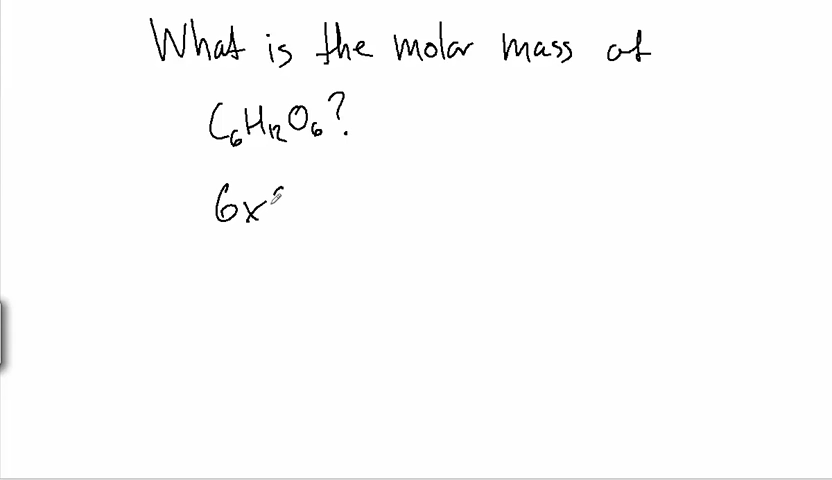 What is the molar mass of
C₆H₁₂O₆?
6x